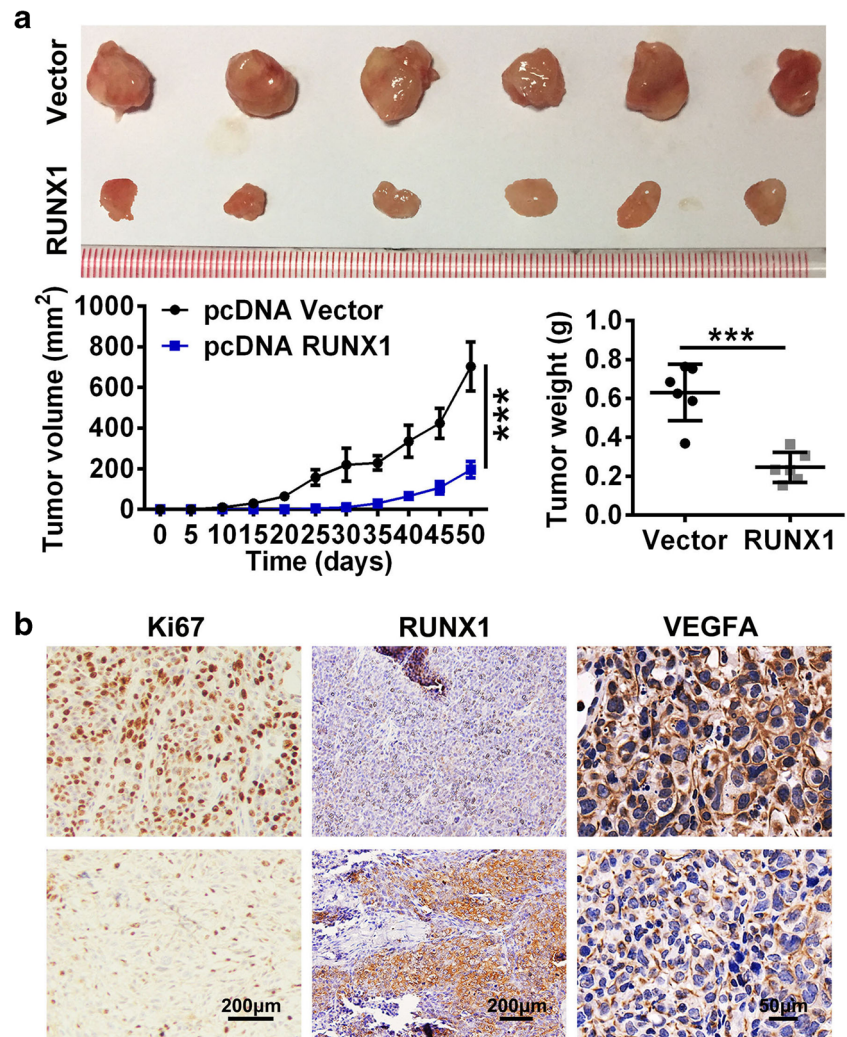 a
Vector
RUNX1
1000
800
600
400
200
0
Tumor volume (mm²)
pcDNA Vector
pcDNA RUNX1
***
0 5 10 15 20 25 30 35 40 45 50
Time (days)
1.0
0.8
0.6
0.4
0.2
0.0
Tumor weight (g)
***
Vector RUNX1
b
Ki67 RUNX1 VEGFA
200μm 200μm 50μm